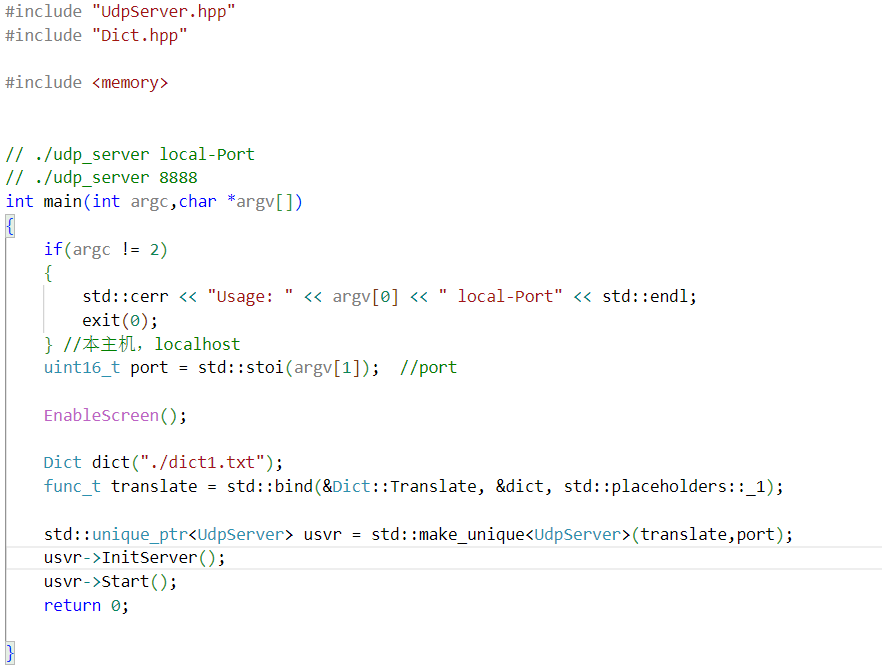 #include "UdpServer.hpp"
#include "Dict.hpp"
#include <memory>
// ./udp_server local-Port
// ./udp_server 8888
int main(int argc,char *argv[])
{
    if(argc != 2)
    {
        std::cerr << "Usage: " << argv[0] << " local-Port" << std::endl;
        exit(0);
    } //本主机，localhost
    uint16_t port = std::stoi(argv[1]);  //port
    EnableScreen();
    Dict dict("./dict1.txt");
    func_t translate = std::bind(&Dict::Translate, &dict, std::placeholders::_1);
    std::unique_ptr<UdpServer> usvr = std::make_unique<UdpServer>(translate,port);
    usvr->InitServer();
    usvr->Start();
    return 0;
}